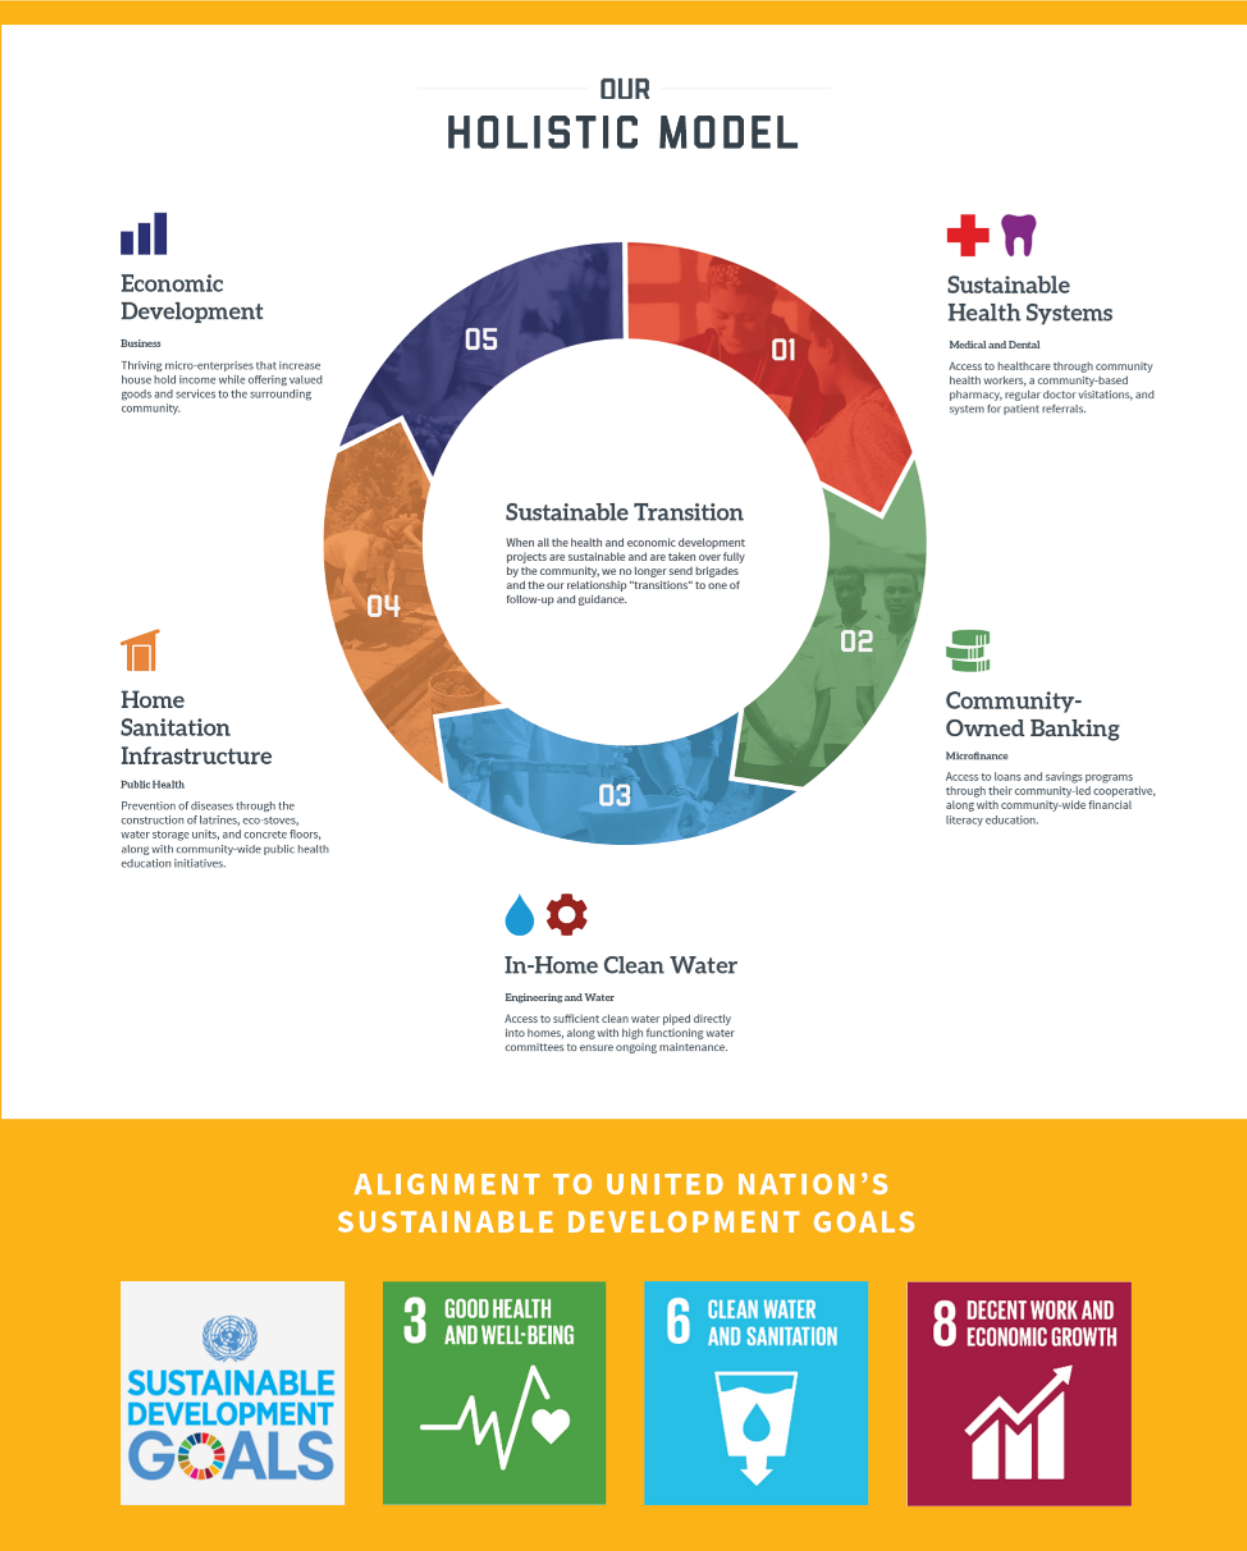 OUR
HOLISTIC MODEL
Economic
Development
Business
Thriving micro-enterprises that increase
house hold income while offering valued
goods and services to the surrounding
community.
Sustainable
Health Systems
Medical and Dental
Access to healthcare through community
health workers, a community-based
pharmacy, regular doctor visitations, and
system for patient referrals.
05
01
Sustainable Transition
When all the health and economic development
projects are sustainable and are taken over fully
by the community, we no longer send brigades
and the our relationship "transitions" to one of
follow-up and guidance.
04
02
03
Home
Sanitation
Infrastructure
Public Health
Prevention of diseases through the
construction of latrines, eco-stoves,
water storage units, and concrete floors,
along with community-wide public health
education initiatives.
Community-
Owned Banking
Microfinance
Access to loans and savings programs
through their community-led cooperative,
along with community-wide financial
literacy education.
In-Home Clean Water
Engineering and Water
Access to sufficient clean water piped directly
into homes, along with high functioning water
committees to ensure ongoing maintenance.
ALIGNMENT TO UNITED NATION'S
SUSTAINABLE DEVELOPMENT GOALS
SUSTAINABLE
DEVELOPMENT
GOALS
3 GOOD HEALTH
AND WELL-BEING
6 CLEAN WATER
AND SANITATION
8 DECENT WORK AND
ECONOMIC GROWTH